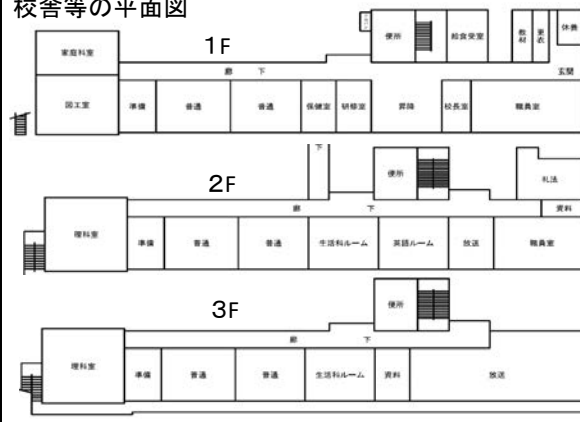 校舎等の平面図
1F
便所
給食受室
教材
更衣
休養
家庭科室
廊 下
玄関
図工室
準備
普通
普通
保健室
研修室
昇降
校長室
職員室
2F
下
便所
礼法
廊 下
資料
理科室
準備
普通
普通
生活科ルーム
英語ルーム
放送
職員室
3F
便所
廊 下
理科室
準備
普通
普通
生活科ルーム
資料
放送